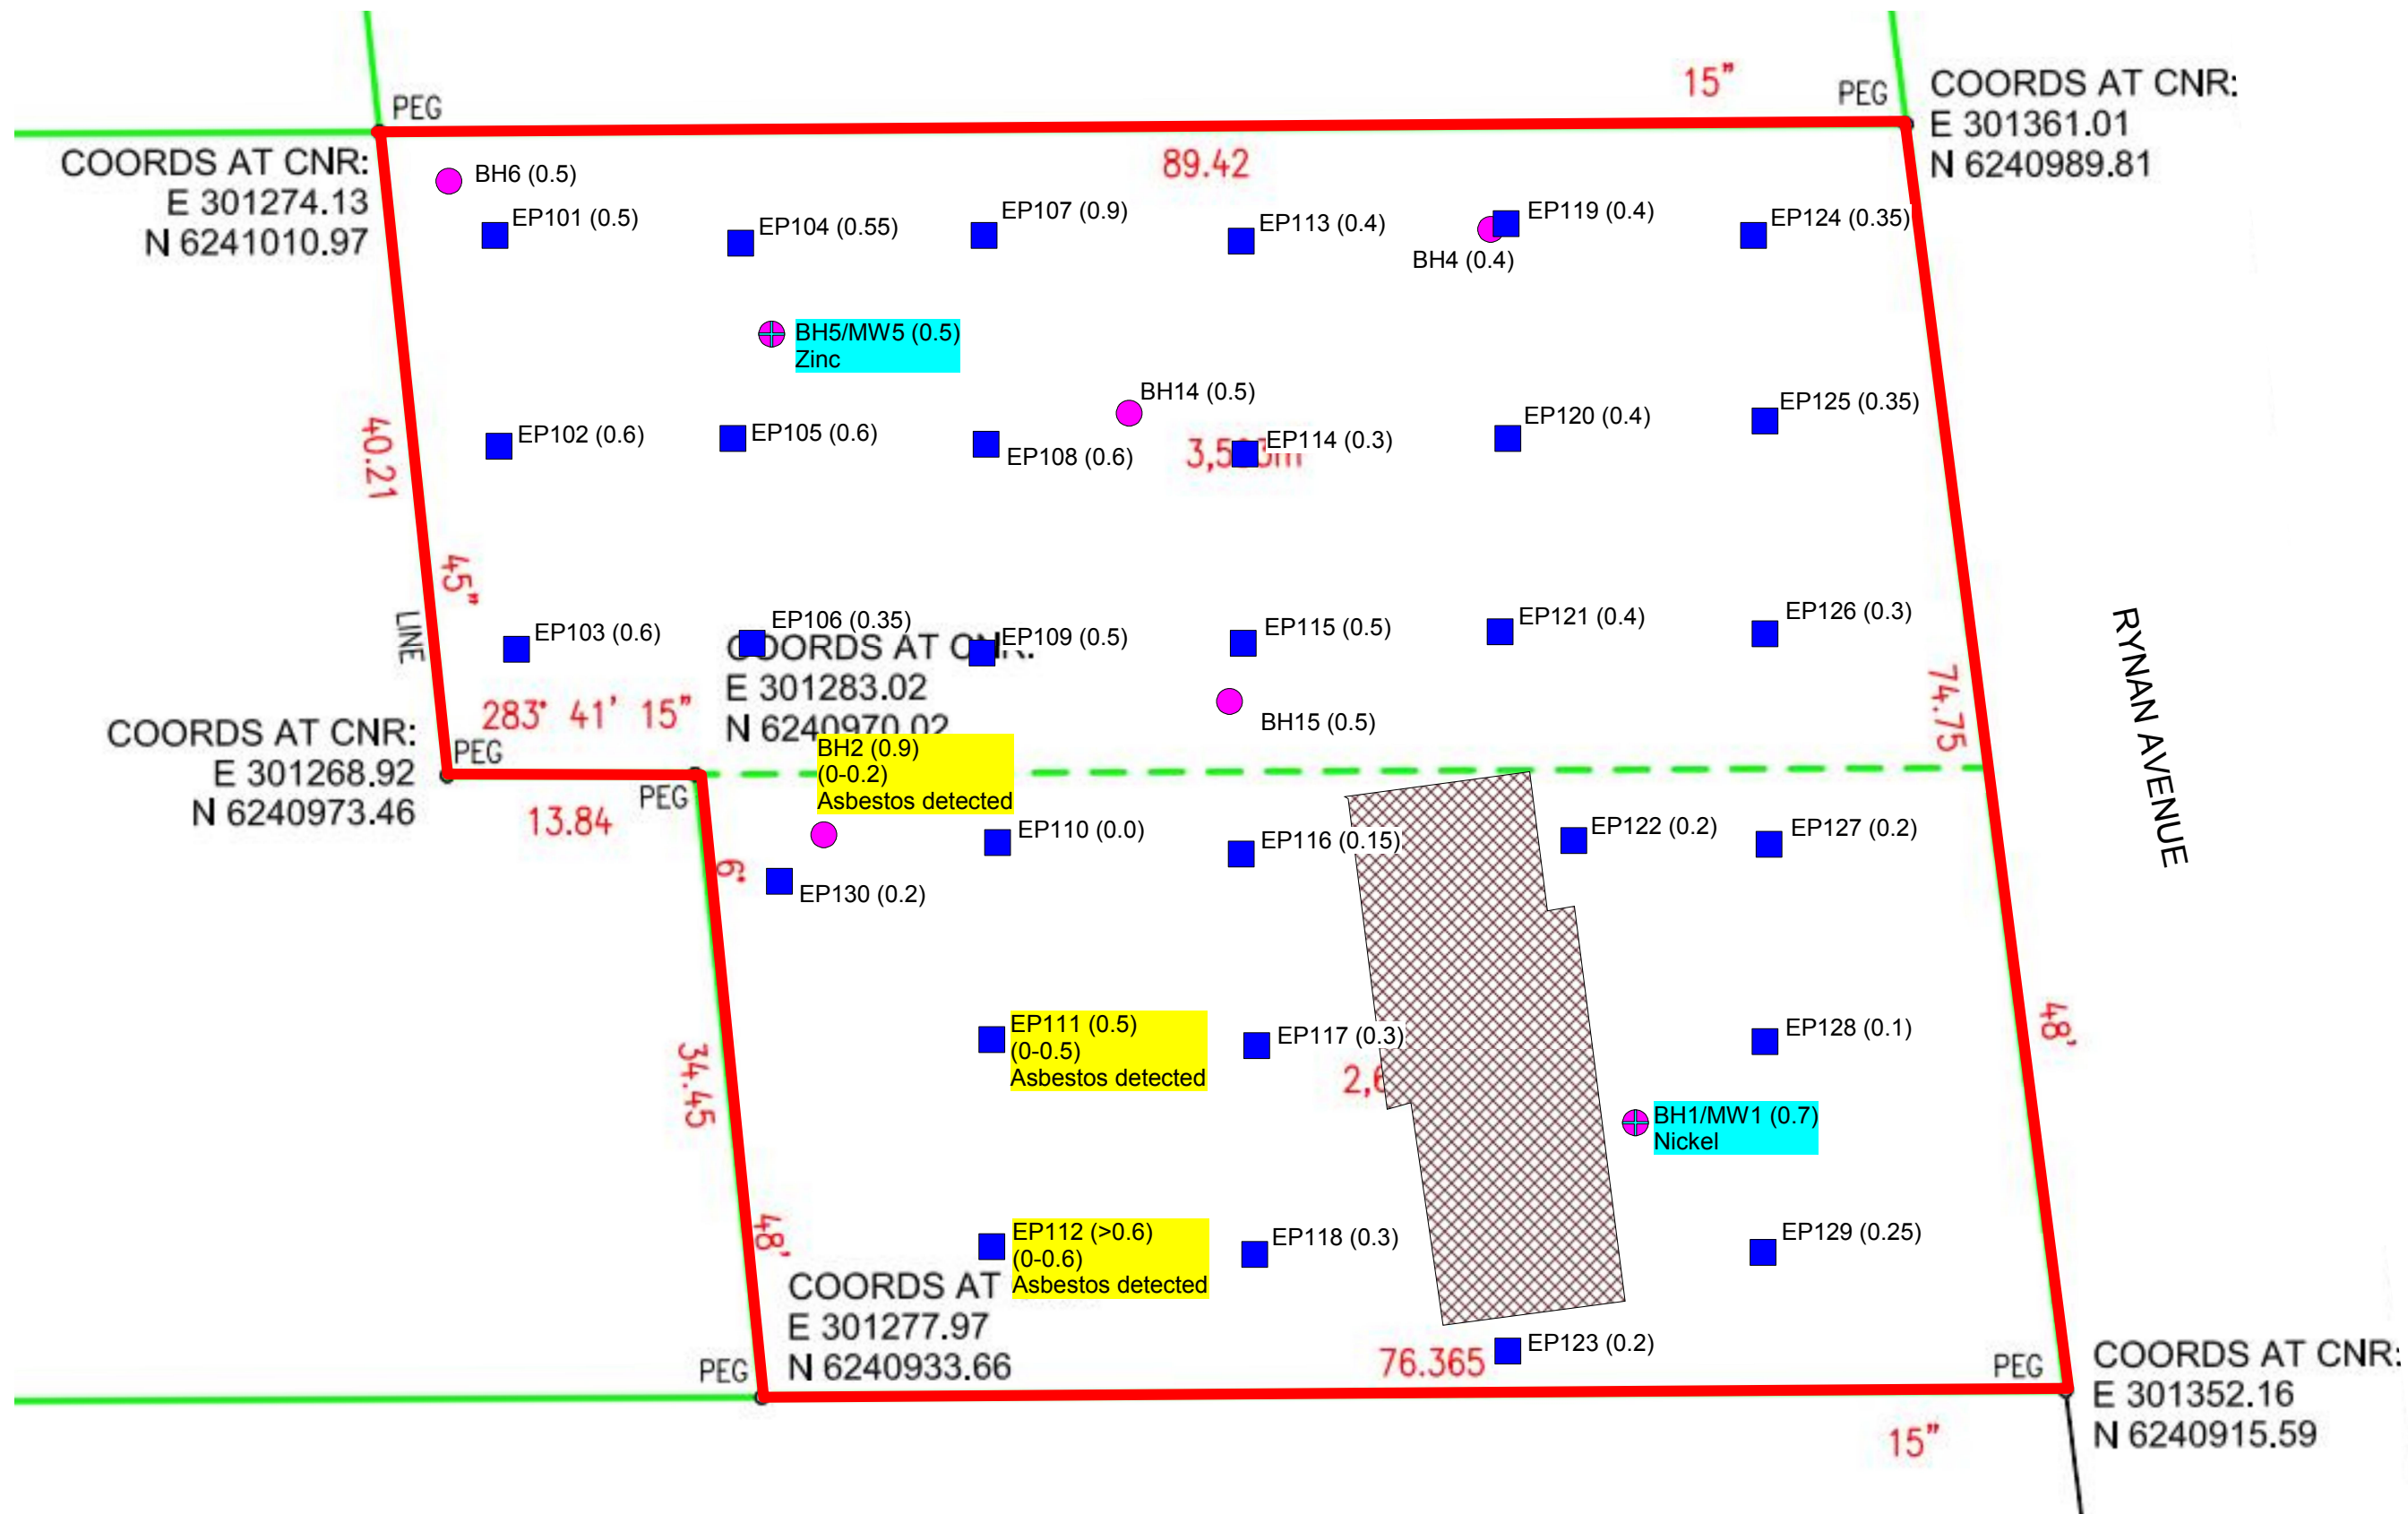 15”
PEG
PEG
COORDS AT CNR:
E 301361.01
N 6240989.81
COORDS AT CNR:
E 301274.13
N 6241010.97
89.42
BH6 (0.5)
EP101 (0.5)
EP104 (0.55)
EP107 (0.9)
EP113 (0.4)
EP119 (0.4)
BH4 (0.4)
EP124 (0.35)
BH5/MW5 (0.5)
Zinc
BH14 (0.5)
40.21
EP102 (0.6)
EP105 (0.6)
EP108 (0.6)
EP114 (0.3)
EP120 (0.4)
EP125 (0.35)
45”
LINE
EP103 (0.6)
EP106 (0.35)
EP109 (0.5)
EP115 (0.5)
EP121 (0.4)
EP126 (0.3)
COORDS AT CNR:
E 301283.02
N 6240970.02
283° 41’ 15”
BH15 (0.5)
74.75
RYNAN AVENUE
COORDS AT CNR:
E 301268.92
N 6240973.46
PEG
PEG
13.84
BH2 (0.9)
(0-0.2)
Asbestos detected
6’
EP130 (0.2)
EP110 (0.0)
EP116 (0.15)
EP122 (0.2)
EP127 (0.2)
34.45
EP111 (0.5)
(0-0.5)
Asbestos detected
EP117 (0.3)
EP128 (0.1)
48’
BH1/MW1 (0.7)
Nickel
48’
EP112 (>0.6)
(0-0.6)
Asbestos detected
EP118 (0.3)
EP129 (0.25)
COORDS AT
E 301277.97
N 6240933.66
PEG
76.365
EP123 (0.2)
PEG
COORDS AT CNR:
E 301352.16
N 6240915.59
15”